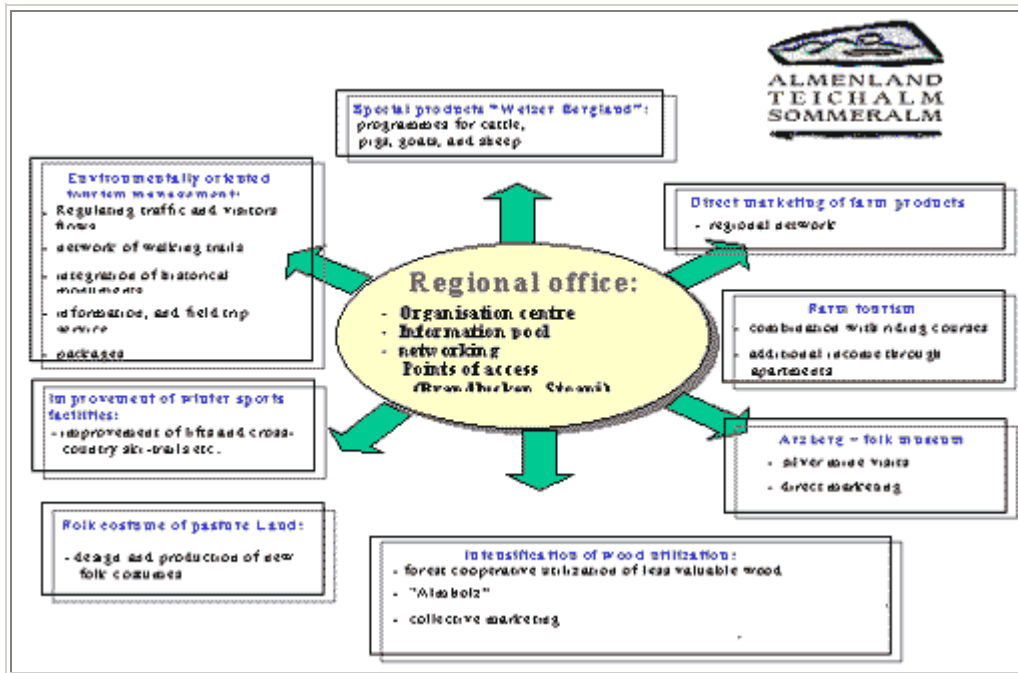 ALMENLAND
TEICHALM
SOMMERALM
Special products "Weizer Bergland":
programmes for cattle,
pigs, goats, and sheep
Environmentally oriented
tourism management:
- Regulating traffic and visitors
flows
- network of walking trails
- integration of historical
monuments
- information, and field trip
service
- packages
Direct marketing of farm products
- regional network
Regional office:
- Organisation centre
- Information pool
- networking
Points of access
Farm tourism
- combination with riding courses
- additional income through
apartments
Improvement of winter sports
facilities:
- improvement of lifts and cross-
country ski-trails etc.
Arzberg - folk museum
- silver mine visits
- direct marketing
Folk costume of pasture Land:
- design and production of new
folk costumes
Intensification of wood utilization:
- forest cooperative utilization of less valuable wood
- "Almholz"
- collective marketing